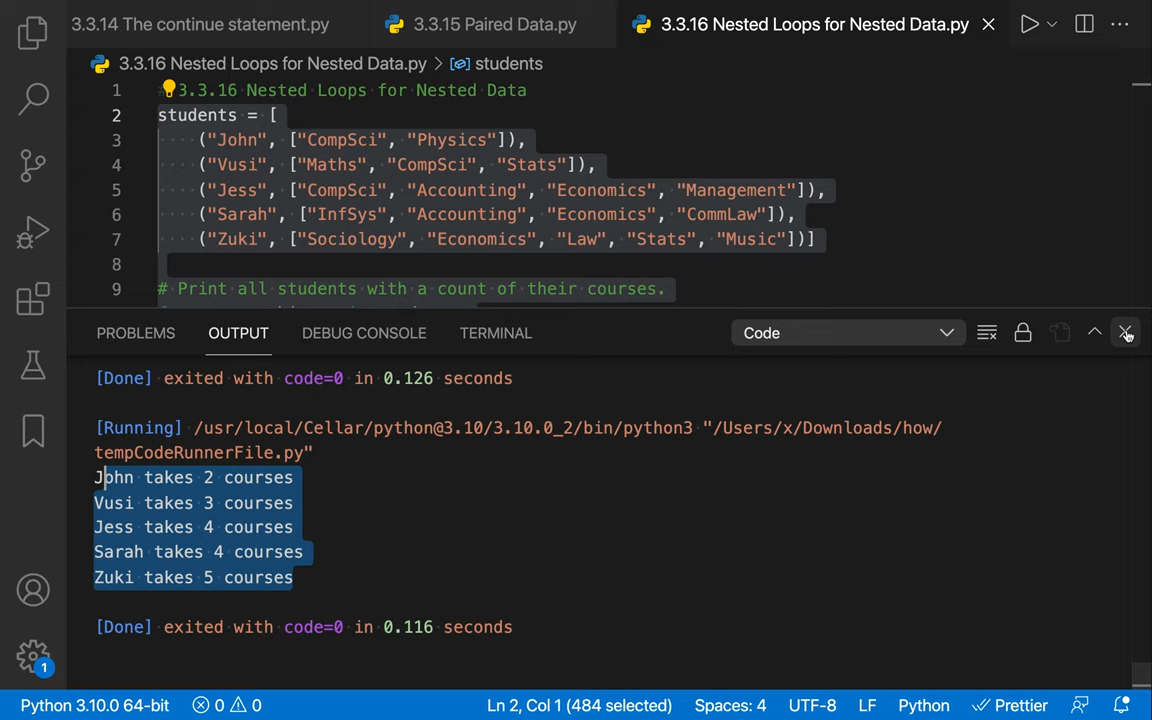 3.3.14 The continue statement.py
3.3.15 Paired Data.py
3.3.16 Nested Loops for Nested Data.py
3.3.16 Nested Loops for Nested Data.py > students
1 # 3.3.16 Nested Loops for Nested Data
2 students = [
3 ("John", ["CompSci", "Physics"]),
4 ("Vusi", ["Maths", "CompSci", "Stats"]),
5 ("Jess", ["CompSci", "Accounting", "Economics", "Management"]),
6 ("Sarah", ["InfSys", "Accounting", "Economics", "CommLaw"]),
7 ("Zuki", ["Sociology", "Economics", "Law", "Stats", "Music"])]
8
9 # Print all students with a count of their courses.
PROBLEMS OUTPUT DEBUG CONSOLE TERMINAL Code
[Done] exited with code=0 in 0.126 seconds
[Running] /usr/local/Cellar/python@3.10/3.10.0_2/bin/python3 "/Users/x/Downloads/how/
tempCodeRunnerFile.py"
John takes 2 courses
Vusi takes 3 courses
Jess takes 4 courses
Sarah takes 4 courses
Zuki takes 5 courses
[Done] exited with code=0 in 0.116 seconds
1
Python 3.10.0 64-bit 0 0 Ln 2, Col 1 (484 selected) Spaces: 4 UTF-8 LF Python Prettier